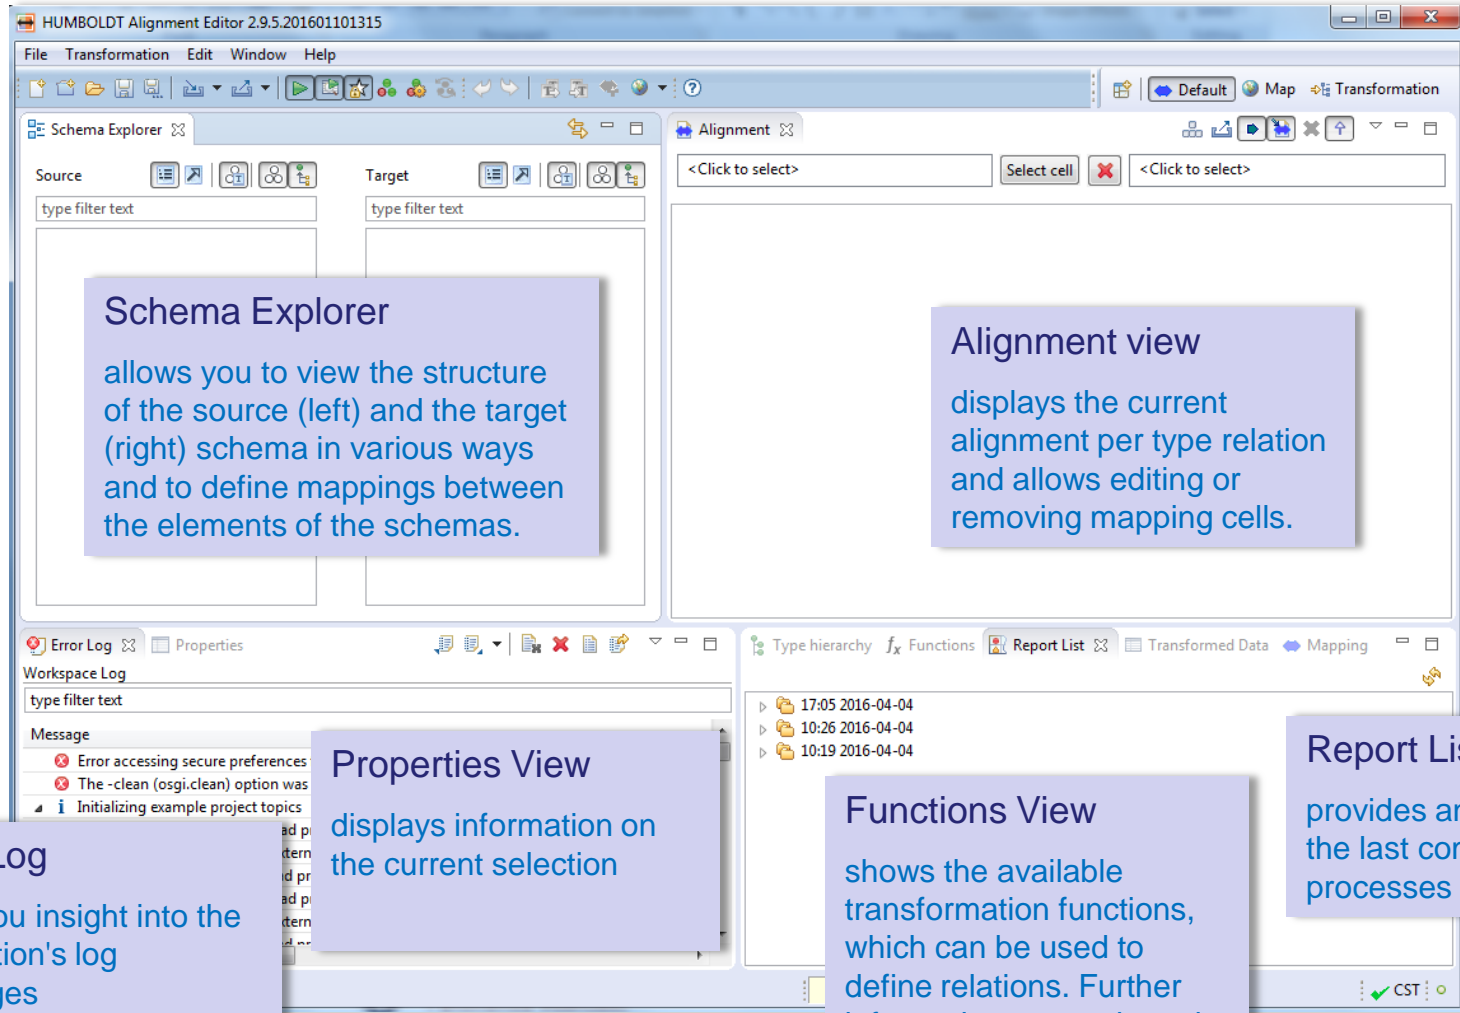 HUMBOLDT Alignment Editor 2.9.5.201601101315
File Transformation Edit Window Help
Default Map Transformation
Schema Explorer
Alignment
Source Target
<Click to select> Select cell <Click to select>
type filter text type filter text
Schema Explorer
allows you to view the structure
of the source (left) and the target
(right) schema in various ways
and to define mappings between
the elements of the schemas.
Alignment view
displays the current
alignment per type relation
and allows editing or
removing mapping cells.
Error Log Properties
Workspace Log
type filter text
Message
Error accessing secure preferences
The -clean (osgi.clean) option was
Initializing example project topics
Type hierarchy fx Functions Report List Transformed Data Mapping
17:05 2016-04-04
10:26 2016-04-04
10:19 2016-04-04
Log
insight into the
log
Properties View
displays information on
the current selection
Functions View
shows the available
transformation functions,
which can be used to
define relations. Further
Report
provides
the last
processes
CST